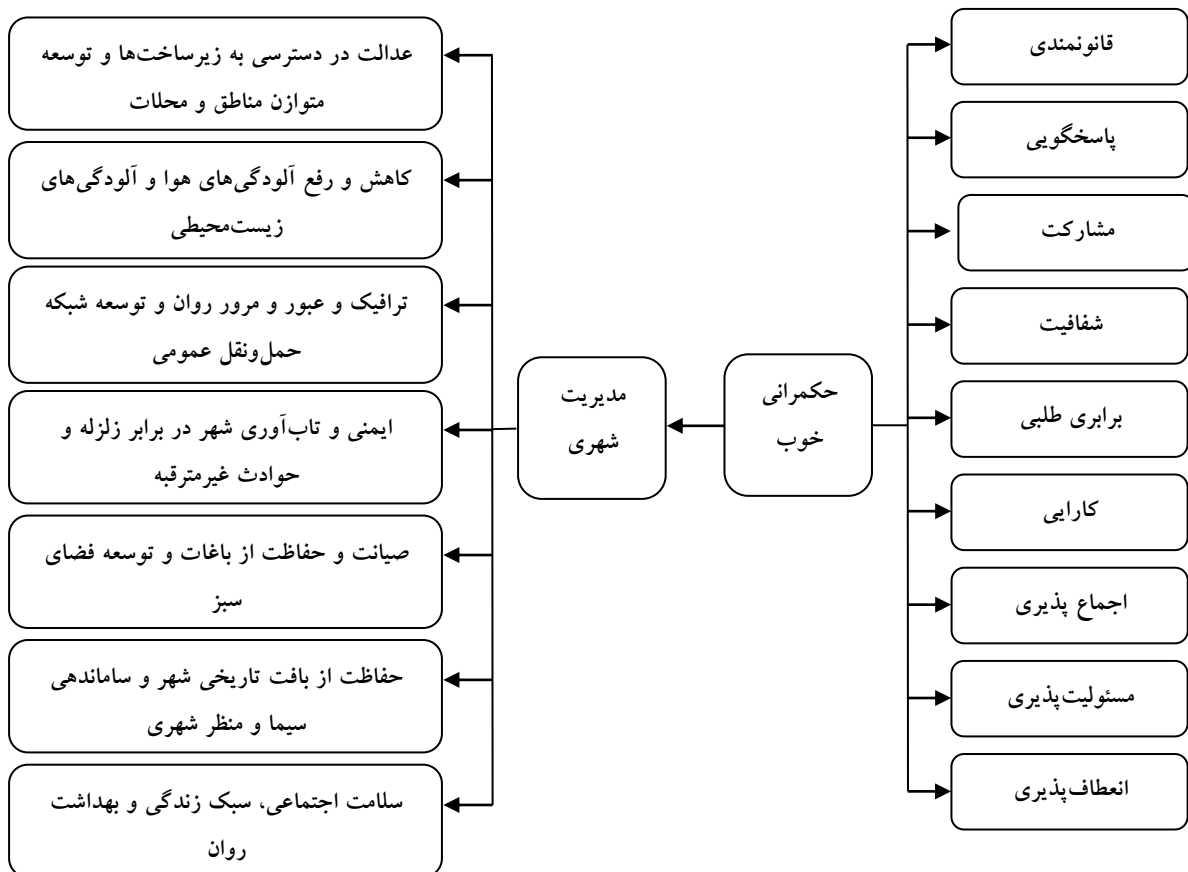 قانونمندی
پاسخگویی
مشارکت
شفافیت
برابری طلبی
کارایی
اجماع پذیری
مسئولیت‌پذیری
انعطاف‌پذیری
حکمرانی
خوب
مدیریت
شهری
عدالت در دسترسی به زیرساخت‌ها و توسعه
متوازن مناطق و محلات
کاهش و رفع آلودگی‌های هوا و آلودگی‌های
زیست‌محیطی
ترافیک و عبور و مرور روان و توسعه شبکه
حمل‌ونقل عمومی
ایمنی و تاب‌آوری شهر در برابر زلزله و
حوادث غیرمترقبه
صیانت و حفاظت از باغات و توسعه فضای
سبز
حفاظت از بافت تاریخی شهر و ساماندهی
سیما و منظر شهری
سلامت اجتماعی، سبک زندگی و بهداشت
روان